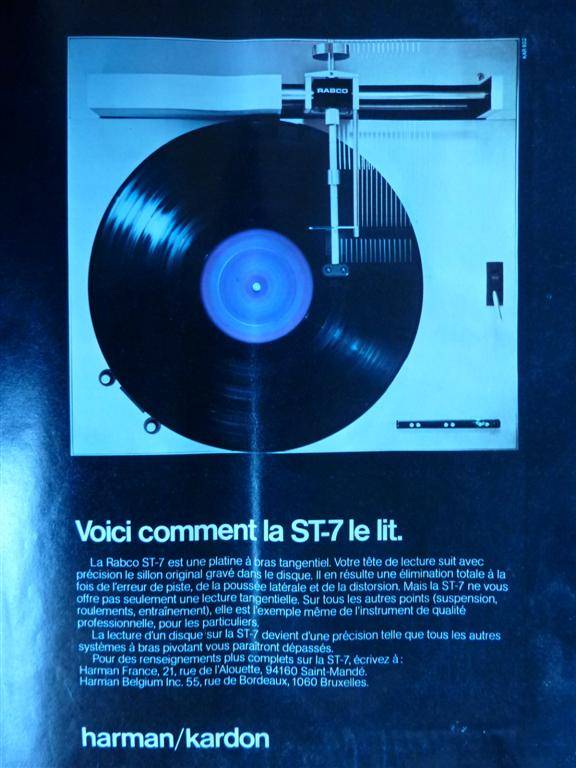 KAR 602
RABCO
Voici comment la ST-7 le lit.
La Rabco ST-7 est une platine à bras tangentiel. Votre tête de lecture suit avec
précision le sillon original gravé dans le disque. Il en résulte une élimination totale à la
fois de l'erreur de piste, de la poussée latérale et de la distorsion. Mais la ST-7 ne vous
offre pas seulement une lecture tangentielle. Sur tous les autres points (suspension,
roulements, entraînement), elle est l'exemple même de l'instrument de qualité
professionnelle, pour les particuliers.
La lecture d'un disque sur la ST-7 devient d'une précision telle que tous les autres
systèmes à bras pivotant vous paraîtront dépassés.
Pour des renseignements plus complets sur la ST-7, écrivez à :
Harman France, 21, rue de l'Alouette, 94160 Saint-Mandé.
Harman Belgium Inc. 55, rue de Bordeaux, 1060 Bruxelles.
harman/kardon